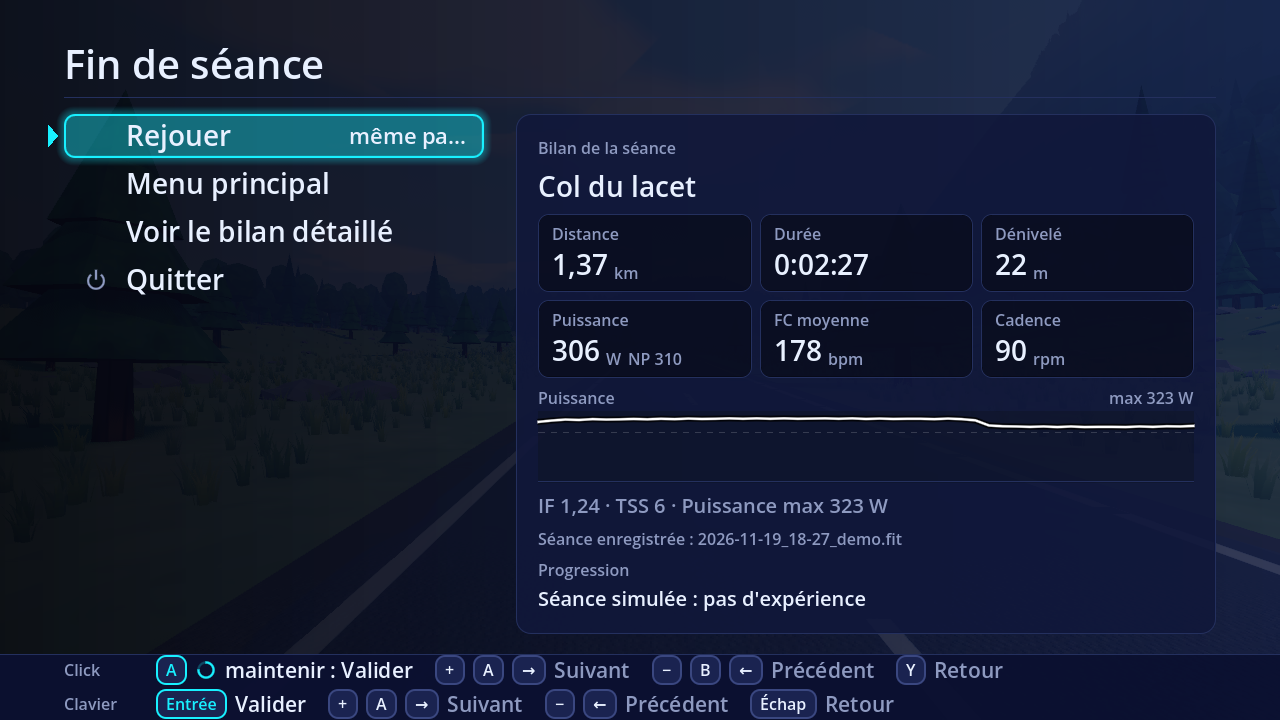 Fin de séance
Rejouer même pa...
Menu principal
Voir le bilan détaillé
Quitter
Bilan de la séance
Col du lacet
Distance
1,37 km
Durée
0:02:27
Dénivelé
22 m
Puissance
306 W NP 310
FC moyenne
178 bpm
Cadence
90 rpm
Puissance max 323 W
IF 1,24 · TSS 6 · Puissance max 323 W
Séance enregistrée : 2026-11-19_18-27_demo.fit
Progression
Séance simulée : pas d'expérience
Click A maintenir : Valider + A → Suivant − B ← Précédent Y Retour
Clavier Entrée Valider + A → Suivant − ← Précédent Échap Retour